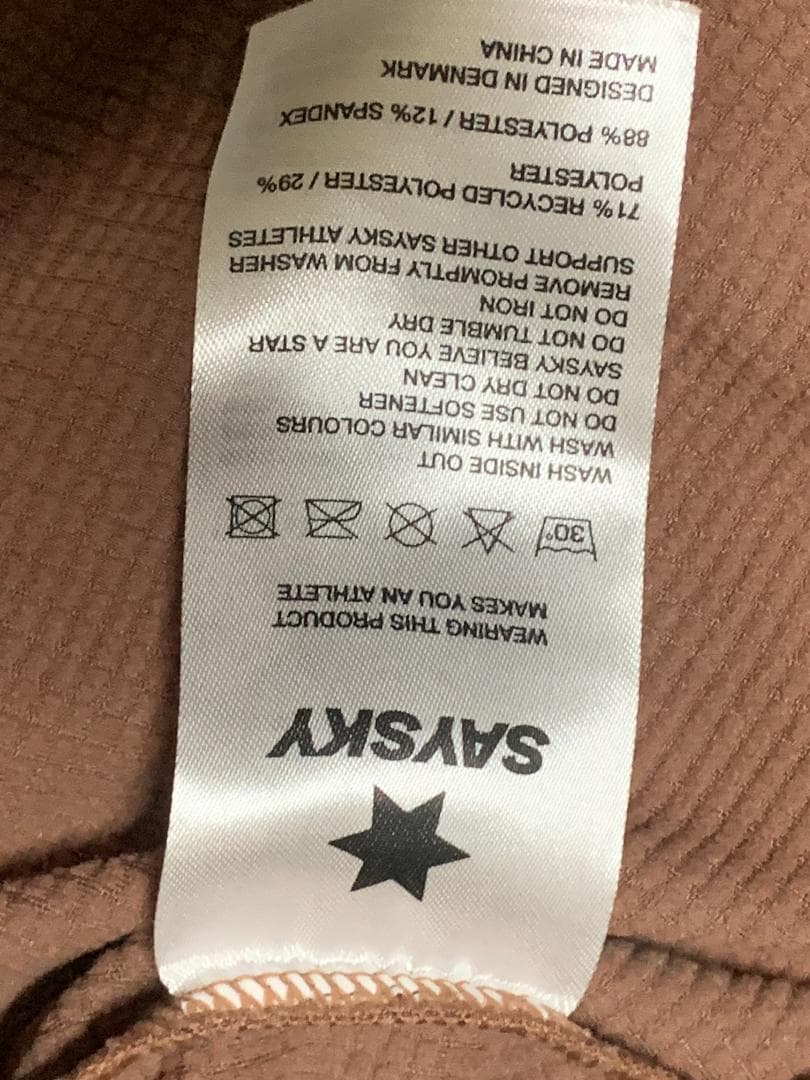 SAYSKY
WEARING THIS PRODUCT
MAKES YOU AN ATHLETE
30°
WASH INSIDE OUT
WASH WITH SIMILAR COLOURS
DO NOT USE SOFTENER
DO NOT DRY CLEAN
SAYSKY BELIEVE YOU ARE A STAR
DO NOT TUMBLE DRY
DO NOT IRON
REMOVE PROMPTLY FROM WASHER
SUPPORT OTHER SAYSKY ATHLETES
71% RECYCLED POLYESTER / 29%
POLYESTER
88% POLYESTER / 12% SPANDEX
DESIGNED IN DENMARK
MADE IN CHINA